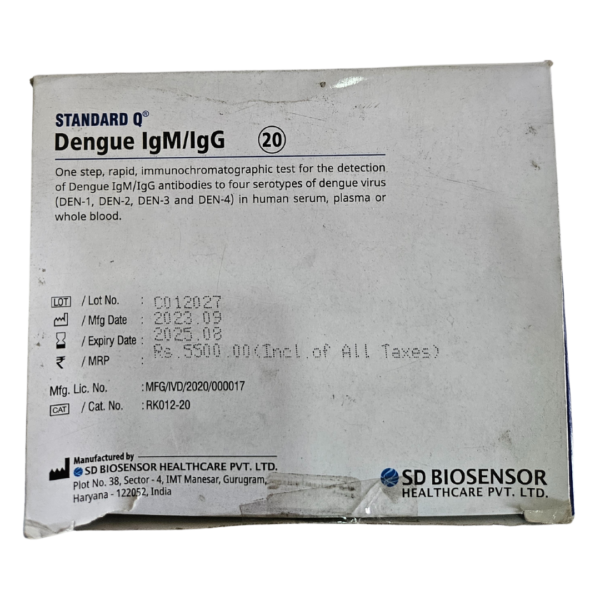 STANDARD Q®
Dengue IgM/IgG 20
One step, rapid, immunochromatographic test for the detection
of Dengue IgM/IgG antibodies to four serotypes of dengue virus
(DEN-1, DEN-2, DEN-3 and DEN-4) in human serum, plasma or
whole blood.
LOT / Lot No. : C012027
/ Mfg Date : 2023.09
/ Expiry Date : 2025.08
₹ / MRP : Rs.5500.00(Incl.of All Taxes)
Mfg. Lic. No. : MFG/IVD/2020/000017
CAT / Cat. No. : RK012-20
Manufactured by
SD BIOSENSOR HEALTHCARE PVT. LTD.
Plot No. 38, Sector - 4, IMT Manesar, Gurugram,
Haryana - 122052, India
SD BIOSENSOR
HEALTHCARE PVT. LTD.